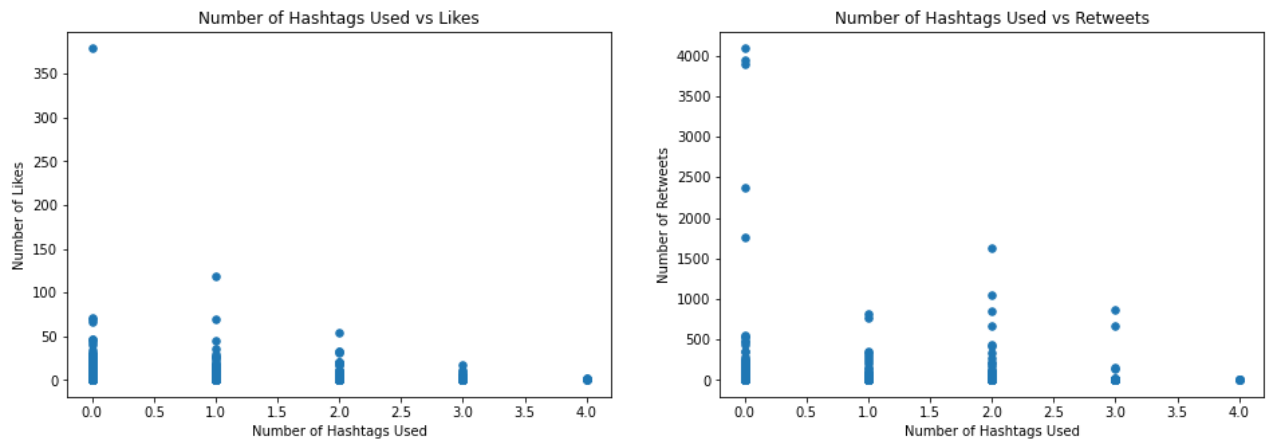 Number of Hashtags Used vs Likes
Number of Likes
350
300
250
200
150
100
50
0
0.0 0.5 1.0 1.5 2.0 2.5 3.0 3.5 4.0
Number of Hashtags Used
Number of Hashtags Used vs Retweets
Number of Retweets
4000
3500
3000
2500
2000
1500
1000
500
0
0.0 0.5 1.0 1.5 2.0 2.5 3.0 3.5 4.0
Number of Hashtags Used